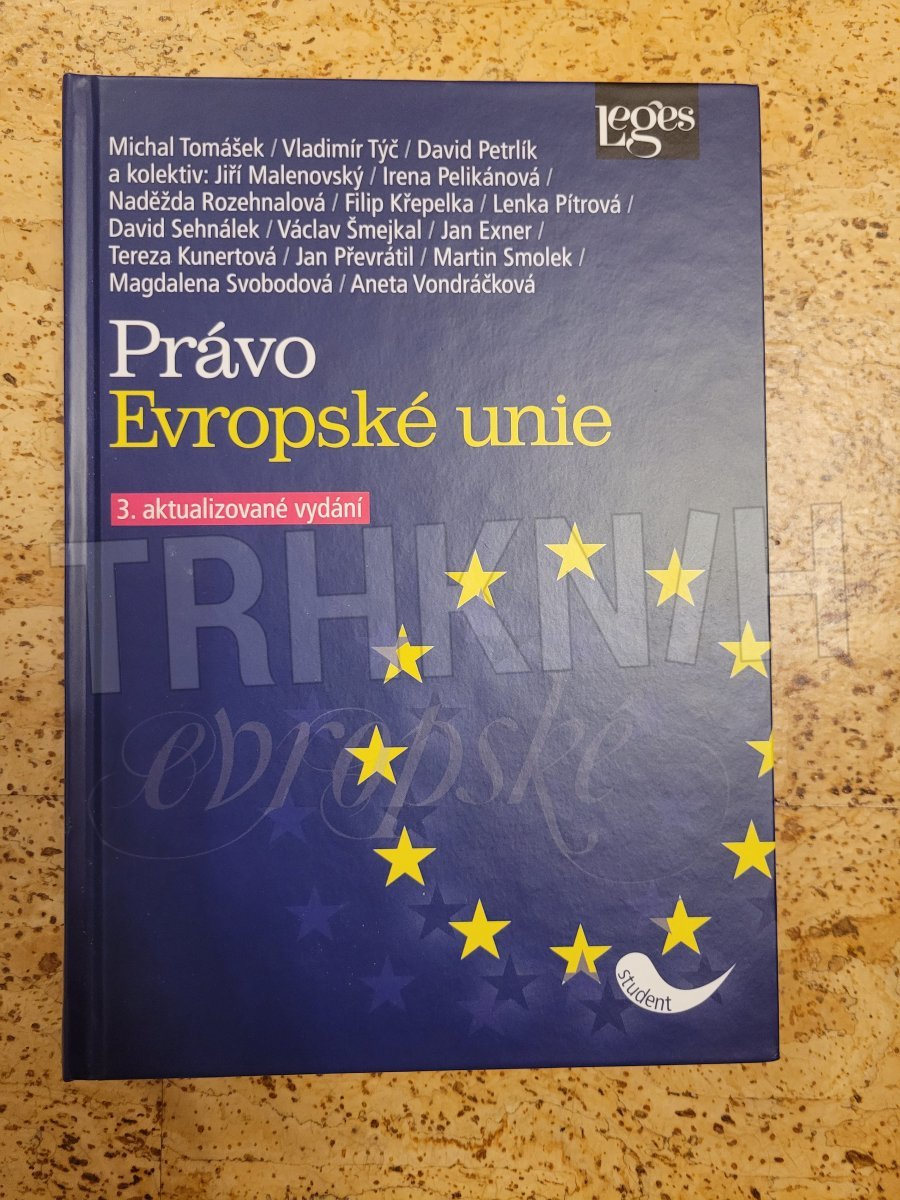 Leges
Michal Tomášek / Vladimír Týč / David Petrlík
a kolektiv: Jiří Malenovský / Irena Pelikánová /
Naděžda Rozehnalová / Filip Křepelka / Lenka Pítrová /
David Sehnálek / Václav Šmejkal / Jan Exner /
Tereza Kunertová / Jan Převrátil / Martin Smolek /
Magdalena Svobodová / Aneta Vondráčková
Právo
Evropské unie
3. aktualizované vydání
TRHKNIH
evropské
student